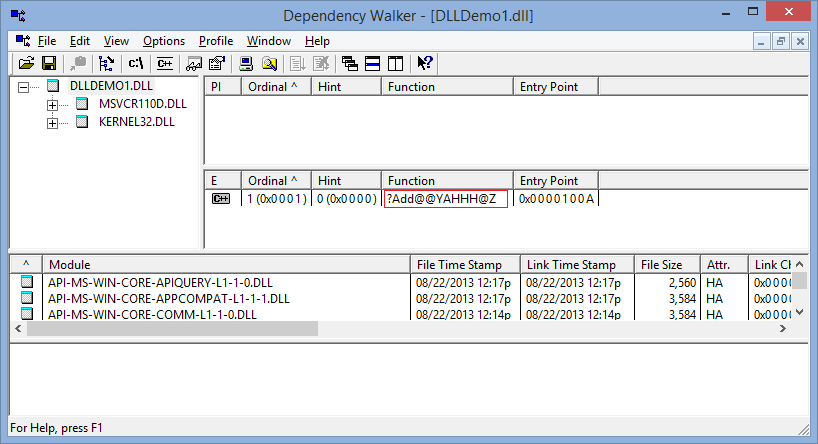 Dependency Walker - [DLLDemo1.dll]
File Edit View Options Profile Window Help
c:\ C++
DLLDEMO1.DLL
MSVCR110D.DLL
KERNEL32.DLL
PI Ordinal ^ Hint Function Entry Point
E Ordinal ^ Hint Function Entry Point
C++ 1 (0x0001) 0 (0x0000) ?Add@@YAHHH@Z 0x0000100A
^ Module File Time Stamp Link Time Stamp File Size Attr. Link Ch
API-MS-WIN-CORE-APIQUERY-L1-1-0.DLL 08/22/2013 12:17p 08/22/2013 12:17p 2,560 HA 0x000
API-MS-WIN-CORE-APPCOMPAT-L1-1-1.DLL 08/22/2013 12:17p 08/22/2013 12:17p 3,584 HA 0x000
API-MS-WIN-CORE-COMM-L1-1-0.DLL 08/22/2013 12:14p 08/22/2013 12:14p 3,584 HA 0x000
For Help, press F1